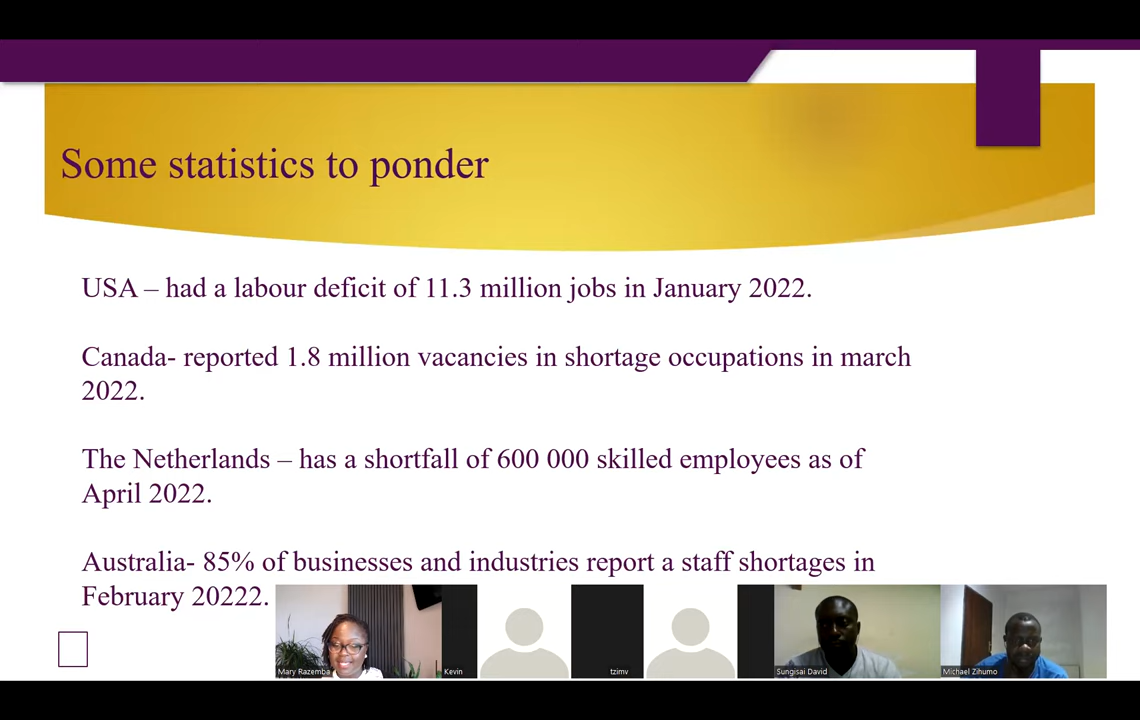 Some statistics to ponder
USA – had a labour deficit of 11.3 million jobs in January 2022.
Canada- reported 1.8 million vacancies in shortage occupations in march
2022.
The Netherlands – has a shortfall of 600 000 skilled employees as of
April 2022.
Australia- 85% of businesses and industries report a staff shortages in
February 20222.
Mary Razemba
Kevin
tzimv
Sungisai David
Michael Zihumo